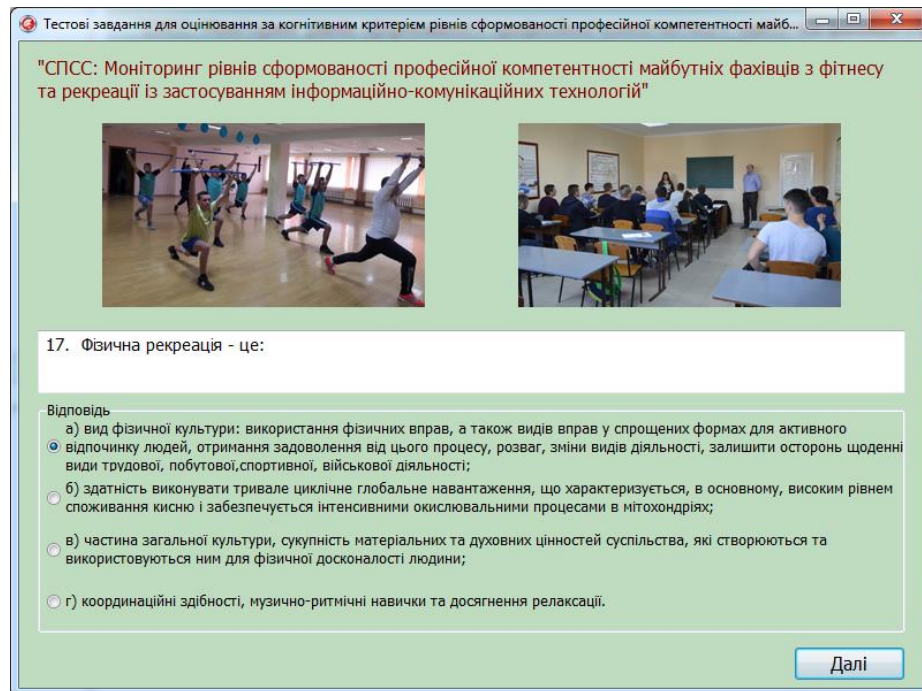 Тестові завдання для оцінювання за когнітивним критерієм рівнів сформованості професійної компетентності майб...
"СПСС: Моніторинг рівнів сформованості професійної компетентності майбутніх фахівців з фітнесу
та рекреації із застосуванням інформаційно-комунікаційних технологій"
17. Фізична рекреація - це:
Відповідь
а) вид фізичної культури: використання фізичних вправ, а також видів вправ у спрощених формах для активного
відпочинку людей, отримання задоволення від цього процесу, розваг, зміни видів діяльності, залишити осторонь щоденні
види трудової, побутової,спортивної, військової діяльності;
б) здатність виконувати тривале циклічне глобальне навантаження, що характеризується, в основному, високим рівнем
споживання кисню і забезпечується інтенсивними окислювальними процесами в мітохондріях;
в) частина загальної культури, сукупність матеріальних та духовних цінностей суспільства, які створюються та
використовуються ним для фізичної досконалості людини;
г) координаційні здібності, музично-ритмічні навички та досягнення релаксації.
Далі